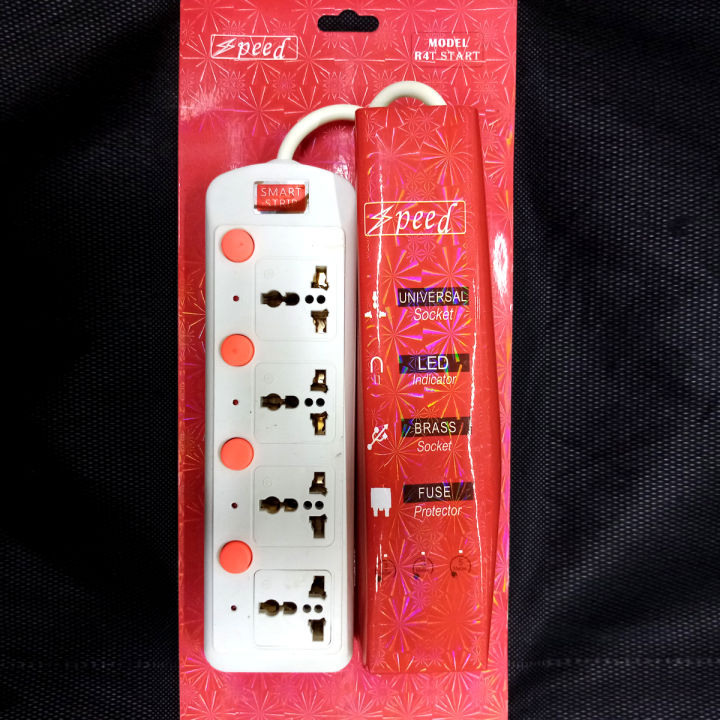 Speed
MODEL
R4T START
SMART
STRIP
Speed
UNIVERSAL
Socket
LED
Indicator
BRASS
Socket
FUSE
Protector